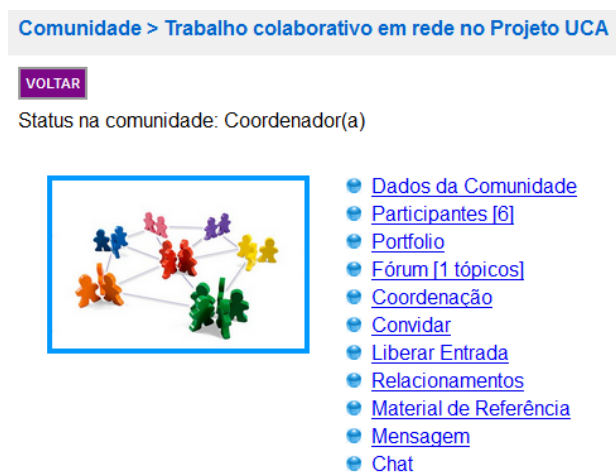 Comunidade > Trabalho colaborativo em rede no Projeto UCA
VOLTAR
Status na comunidade: Coordenador(a)
Dados da Comunidade
Participantes [6]
Portfolio
Fórum [1 tópicos]
Coordenação
Convidar
Liberar Entrada
Relacionamentos
Material de Referência
Mensagem
Chat